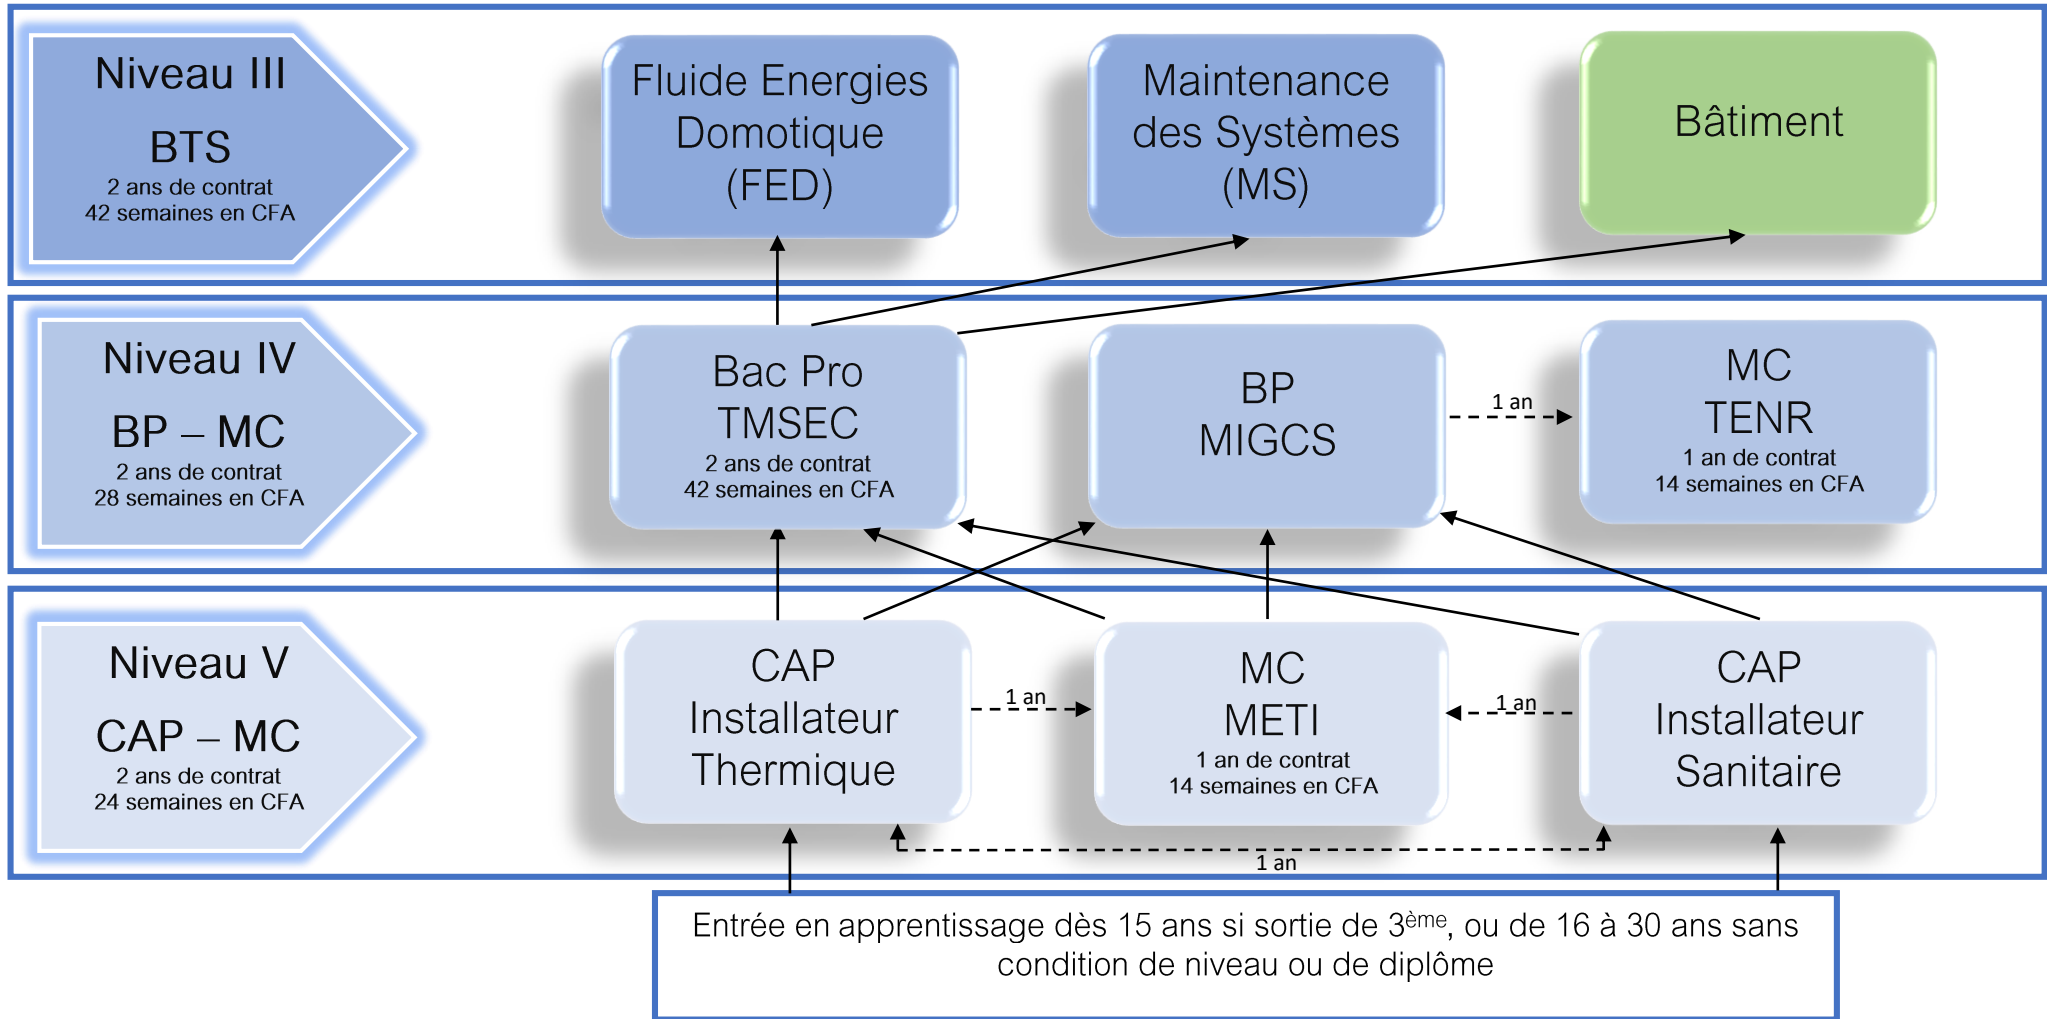 Niveau III
BTS
2 ans de contrat
42 semaines en CFA
Fluide Energies
Domotique
(FED)
Maintenance
des Systèmes
(MS)
Bâtiment
Niveau IV
BP – MC
2 ans de contrat
28 semaines en CFA
Bac Pro
TMSEC
2 ans de contrat
42 semaines en CFA
BP
MIGCS
1 an
MC
TENR
1 an de contrat
14 semaines en CFA
Niveau V
CAP – MC
2 ans de contrat
24 semaines en CFA
CAP
Installateur
Thermique
1 an
MC
METI
1 an de contrat
14 semaines en CFA
1 an
CAP
Installateur
Sanitaire
1 an
Entrée en apprentissage dès 15 ans si sortie de 3ème, ou de 16 à 30 ans sans
condition de niveau ou de diplôme